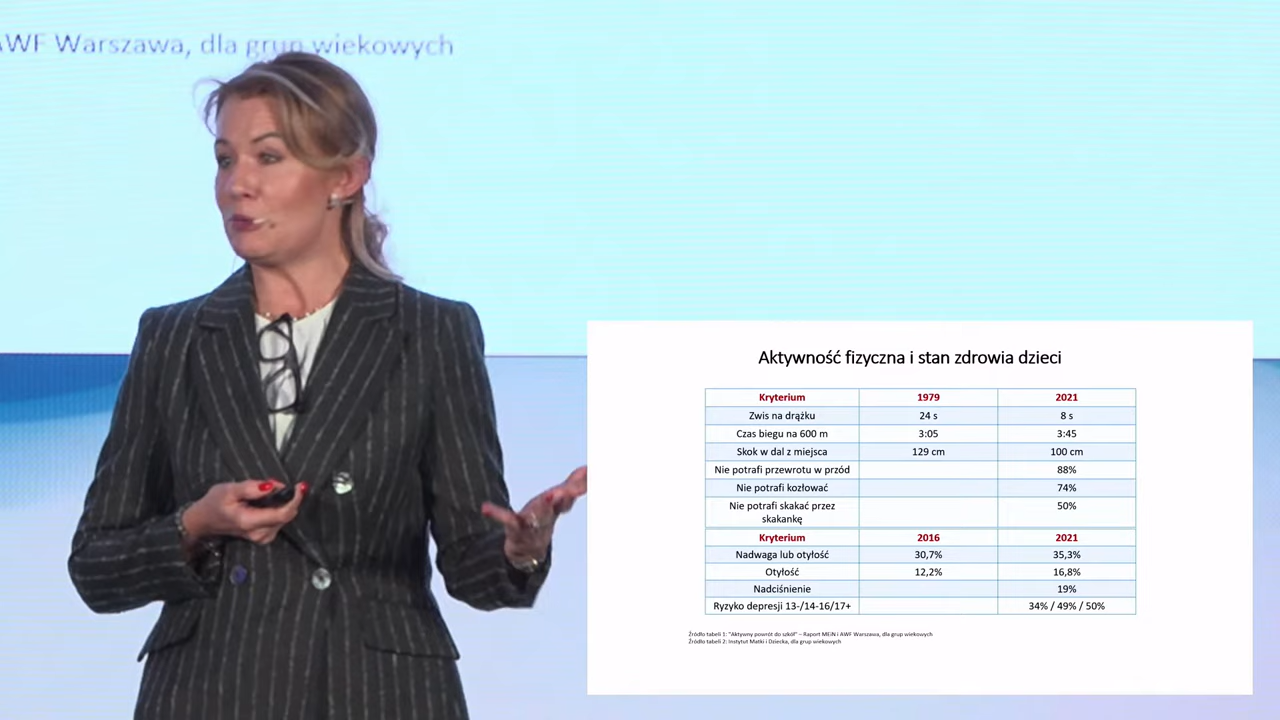 AWF Warszawa, dla grup wiekowych
Aktywność fizyczna i stan zdrowia dzieci
Kryterium 1979 2021
Zwis na drążku 24 s 8 s
Czas biegu na 600 m 3:05 3:45
Skok w dal z miejsca 129 cm 100 cm
Nie potrafi przewrotu w przód 88%
Nie potrafi kozłować 74%
Nie potrafi skakać przez 50%
skakankę
Kryterium 2016 2021
Nadwaga lub otyłość 30,7% 35,3%
Otyłość 12,2% 16,8%
Nadciśnienie 19%
Ryzyko depresji 13-/14-16/17+ 34% / 49% / 50%
Źródło tabeli 1: "Aktywny powrót do szkół" – Raport MEiN i AWF Warszawa, dla grup wiekowych
Źródło tabeli 2: Instytut Matki i Dziecka, dla grup wiekowych